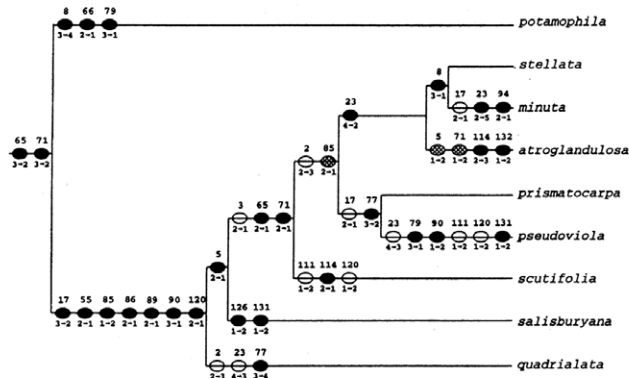 8 66 79
potamophila
3-4 2-1 3-1
stellata
8
3-1
17 23 94
minuta
2-1 2-5 2-1
23
4-2
5 71 114 132
atroglandulosa
1-2 1-2 2-3 1-2
65 71
3-2 3-2
2 85
2-3 2-1
prismatocarpa
17 77
2-1 3-2
23 79 90 111 120 131
pseudoviola
4-3 3-1 1-2 1-2 1-2 1-2
3 65 71
2-1 2-1 2-1
111 114 120
scutifolia
1-2 2-1 1-2
5
2-1
126 131
salisburyana
1-2 1-2
17 55 85 86 89 90 120
3-2 2-1 1-2 2-1 2-1 3-1 2-1
2 23 77
quadrialata
2-3 4-3 3-4